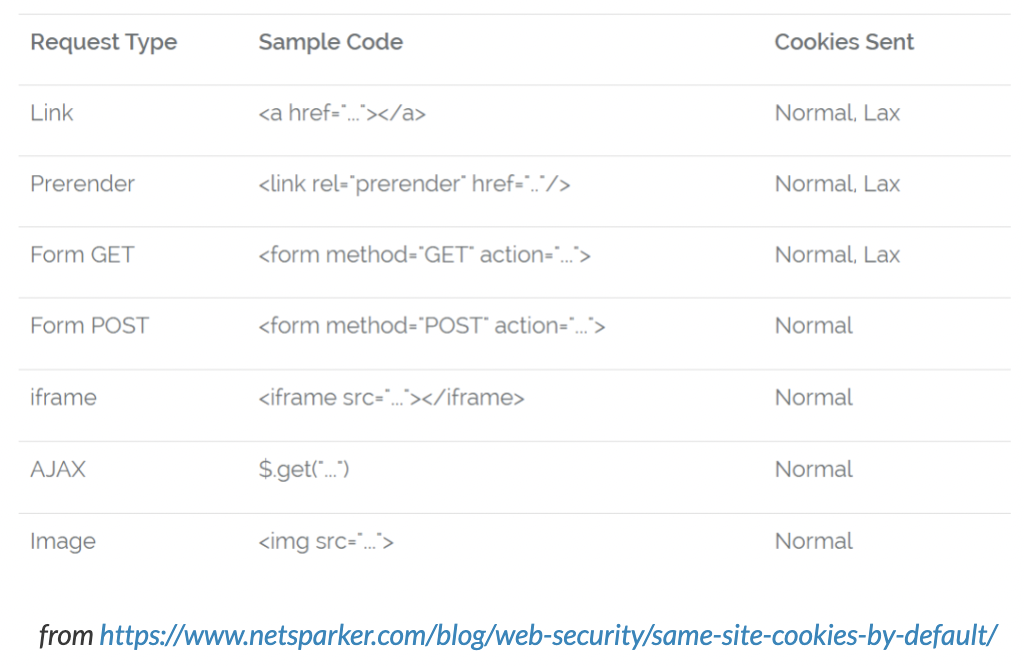 Request Type Sample Code Cookies Sent
Link <a href="..."></a> Normal, Lax
Prerender <link rel="prerender" href=".."/> Normal, Lax
Form GET <form method="GET" action="..."> Normal, Lax
Form POST <form method="POST" action="..."> Normal
iframe <iframe src="..."></iframe> Normal
AJAX $.get("...") Normal
Image <img src="..."> Normal
from https://www.netsparker.com/blog/web-security/same-site-cookies-by-default/